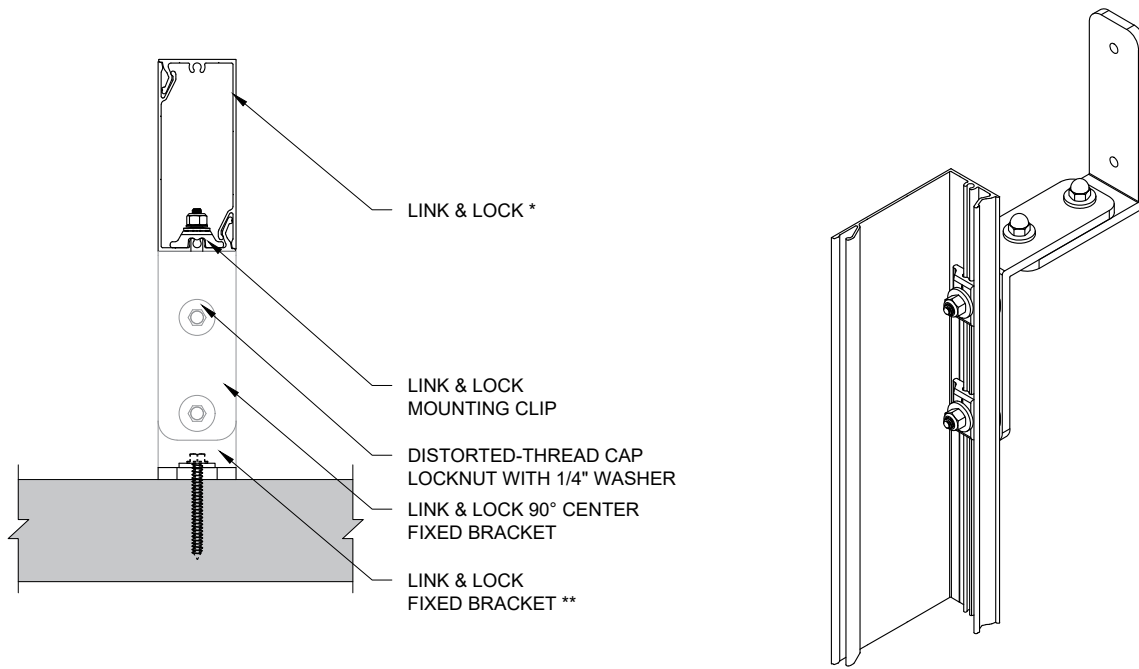 LINK & LOCK *
LINK & LOCK
MOUNTING CLIP
DISTORTED-THREAD CAP
LOCKNUT WITH 1/4" WASHER
LINK & LOCK 90° CENTER
FIXED BRACKET
LINK & LOCK
FIXED BRACKET **